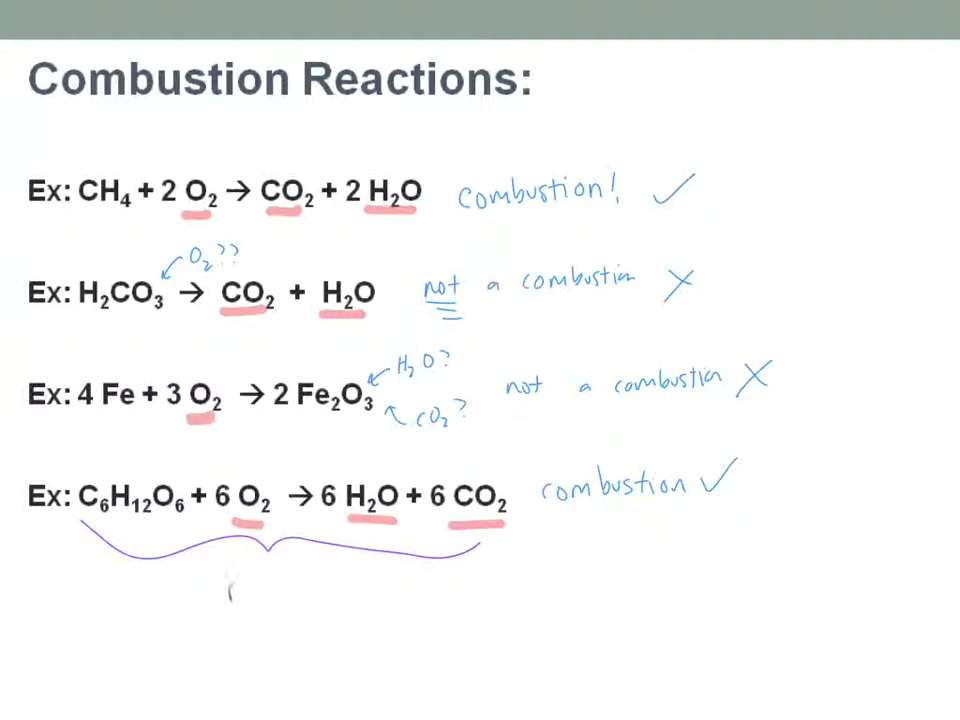 Combustion Reactions:
Ex: CH₄ + 2 O₂ → CO₂ + 2 H₂O combustion! ✓
O₂??
Ex: H₂CO₃ → CO₂ + H₂O not a combustion X
H₂O?
Ex: 4 Fe + 3 O₂ → 2 Fe₂O₃ not a combustion X
CO₂?
Ex: C₆H₁₂O₆ + 6 O₂ → 6 H₂O + 6 CO₂ combustion ✓